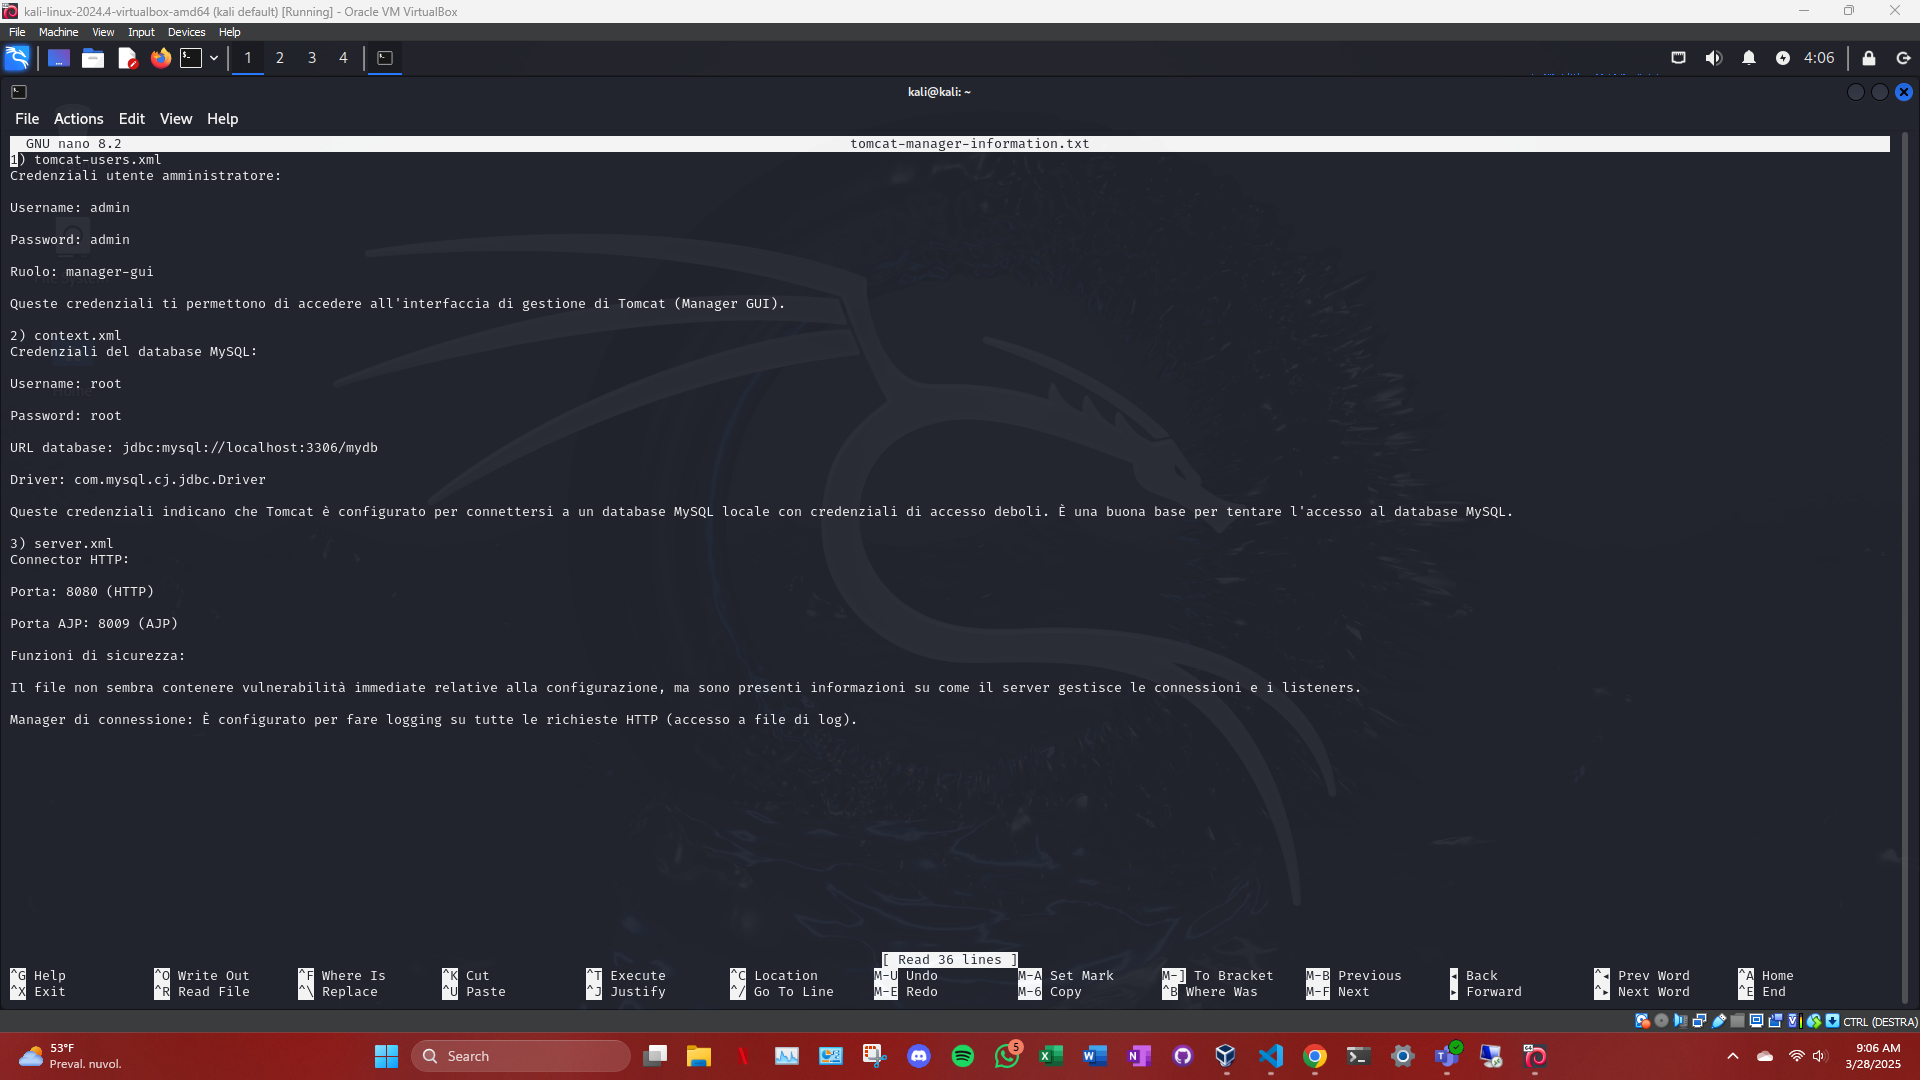 kali-linux-2024.4-virtualbox-amd64 (kali default) [Running] - Oracle VM VirtualBox
File Machine View Input Devices Help
1 2 3 4 4:06
kali@kali: ~
File Actions Edit View Help
GNU nano 8.2 tomcat-manager-information.txt
1) tomcat-users.xml
Credenziali utente amministratore:
Username: admin
Password: admin
Ruolo: manager-gui
Queste credenziali ti permettono di accedere all'interfaccia di gestione di Tomcat (Manager GUI).
2) context.xml
Credenziali del database MySQL:
Username: root
Password: root
URL database: jdbc:mysql://localhost:3306/mydb
Driver: com.mysql.cj.jdbc.Driver
Queste credenziali indicano che Tomcat è configurato per connettersi a un database MySQL locale con credenziali di accesso deboli. È una buona base per tentare l'accesso al database MySQL.
3) server.xml
Connector HTTP:
Porta: 8080 (HTTP)
Porta AJP: 8009 (AJP)
Funzioni di sicurezza:
Il file non sembra contenere vulnerabilità immediate relative alla configurazione, ma sono presenti informazioni su come il server gestisce le connessioni e i listeners.
Manager di connessione: È configurato per fare logging su tutte le richieste HTTP (accesso a file di log).
[ Read 36 lines ]
^G Help ^O Write Out ^F Where Is ^K Cut ^T Execute ^C Location M-U Undo M-A Set Mark M-] To Bracket M-B Previous ◂ Back ^◂ Prev Word ^A Home
^X Exit ^R Read File ^\ Replace ^U Paste ^J Justify ^/ Go To Line M-E Redo M-6 Copy ^B Where Was M-F Next ▸ Forward ^▸ Next Word ^E End
CTRL (DESTRA)
53°F
Preval. nuvol.
Search
5
9:06 AM
3/28/2025